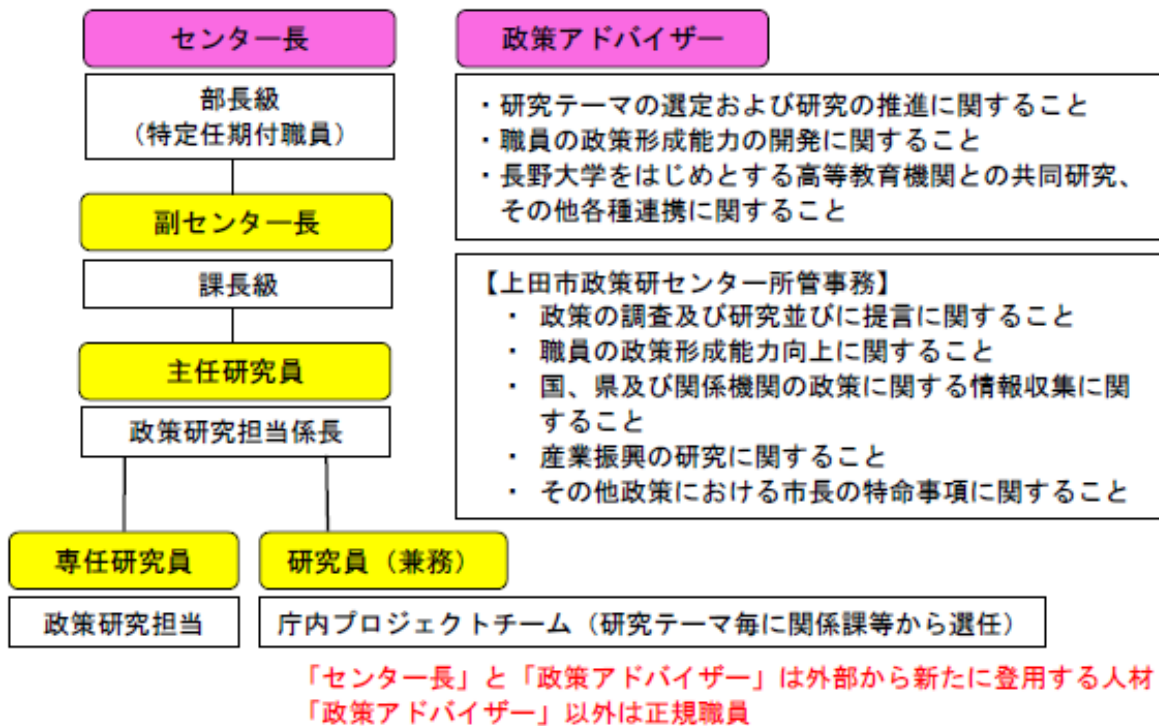 センター長
部長級
（特定任期付職員）
副センター長
課長級
主任研究員
政策研究担当係長
専任研究員
政策研究担当
研究員（兼務）
庁内プロジェクトチーム（研究テーマ毎に関係課等から選任）
政策アドバイザー
・研究テーマの選定および研究の推進に関すること
・職員の政策形成能力の開発に関すること
・長野大学をはじめとする高等教育機関との共同研究、
その他各種連携に関すること
【上田市政策研センター所管事務】
・ 政策の調査及び研究並びに提言に関すること
・ 職員の政策形成能力向上に関すること
・ 国、県及び関係機関の政策に関する情報収集に関
すること
・ 産業振興の研究に関すること
・ その他政策における市長の特命事項に関すること
「センター長」と「政策アドバイザー」は外部から新たに登用する人材
「政策アドバイザー」以外は正規職員